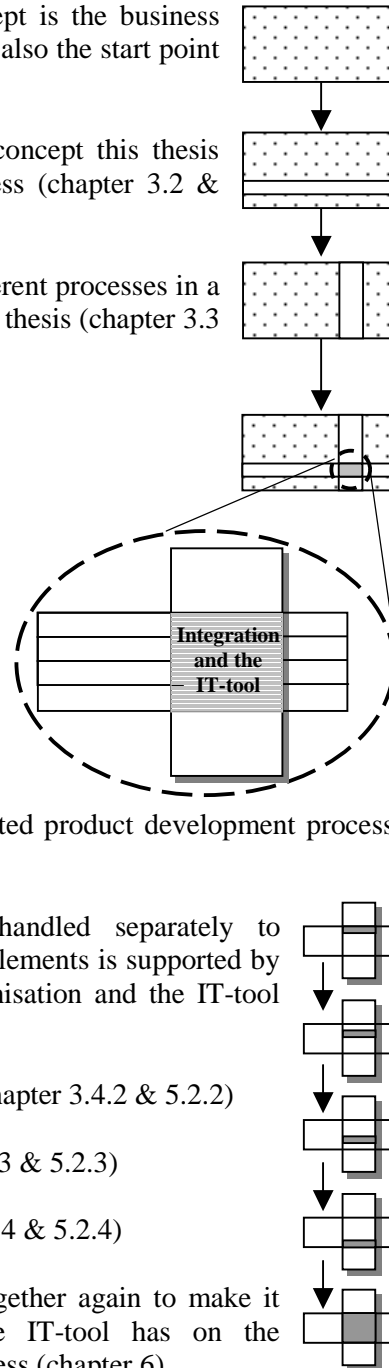 ept is the business
also the start point
concept this thesis
ess (chapter 3.2 &
erent processes in a
thesis (chapter 3.3
Integration
and the
IT-tool
ted product development process
handled separately to
lements is supported by
nisation and the IT-tool
hapter 3.4.2 & 5.2.2)
3 & 5.2.3)
4 & 5.2.4)
ogether again to make it
e IT-tool has on the
ess (chapter 6)